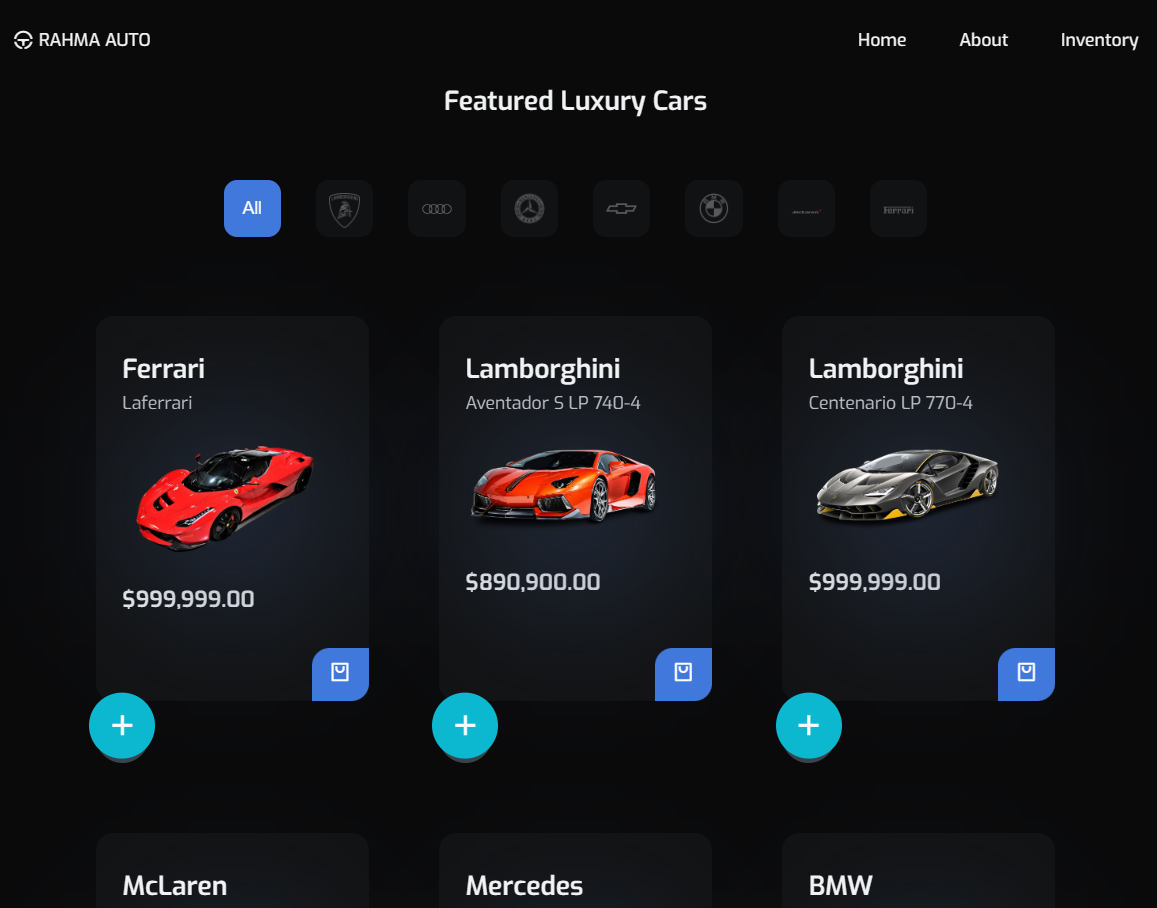 RAHMA AUTO
Home
About
Inventory
Featured Luxury Cars
All
Ferrari
Ferrari
Laferrari
$999,999.00
Lamborghini
Aventador S LP 740-4
$890,900.00
Lamborghini
Centenario LP 770-4
$999,999.00
McLaren
Mercedes
BMW